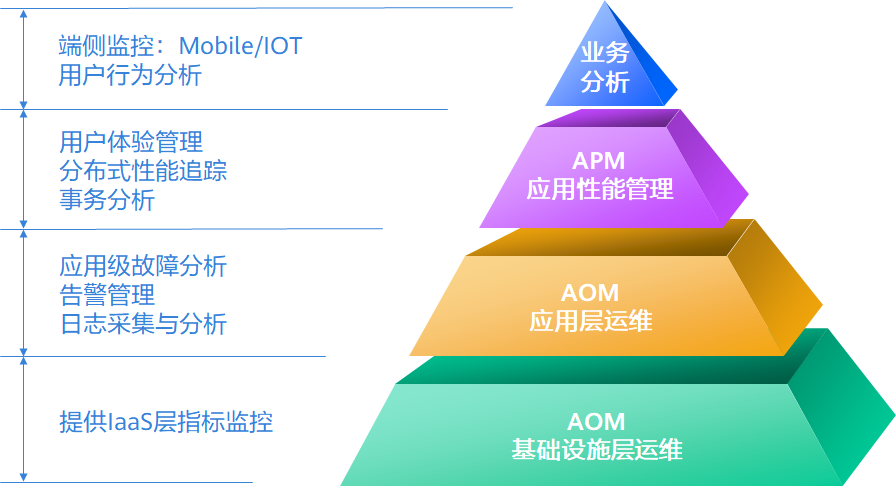 端侧监控：Mobile/IOT
用户行为分析
业务
分析
用户体验管理
分布式性能追踪
事务分析
APM
应用性能管理
应用级故障分析
告警管理
日志采集与分析
AOM
应用层运维
提供IaaS层指标监控
AOM
基础设施层运维